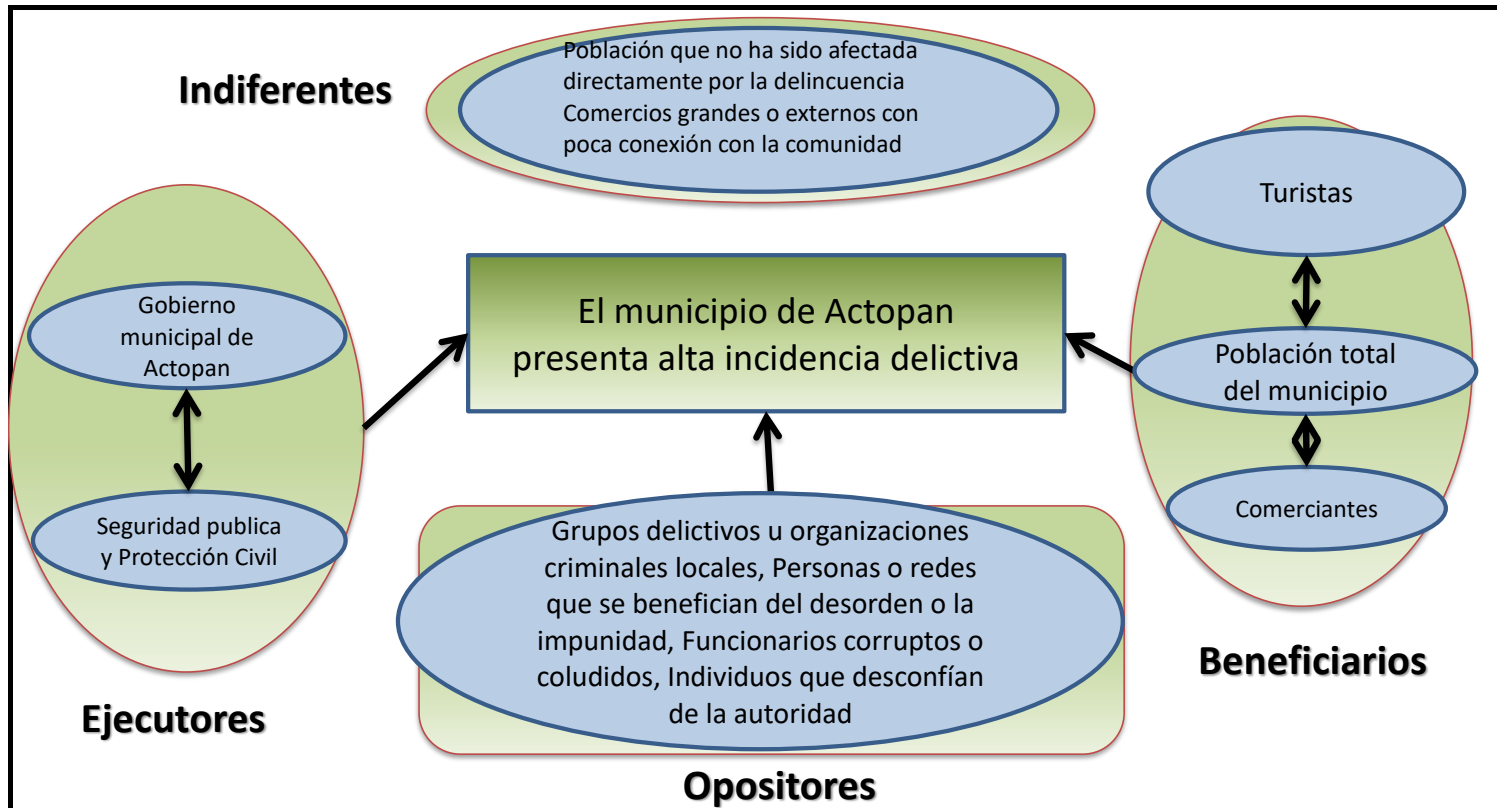 Indiferentes
Población que no ha sido afectada
directamente por la delincuencia
Comercios grandes o externos con
poca conexión con la comunidad
Gobierno
municipal de
Actopan
Seguridad publica
y Protección Civil
Ejecutores
El municipio de Actopan
presenta alta incidencia delictiva
Turistas
Población total
del municipio
Comerciantes
Beneficiarios
Grupos delictivos u organizaciones
criminales locales, Personas o redes
que se benefician del desorden o la
impunidad, Funcionarios corruptos o
coludidos, Individuos que desconfían
de la autoridad
Opositores